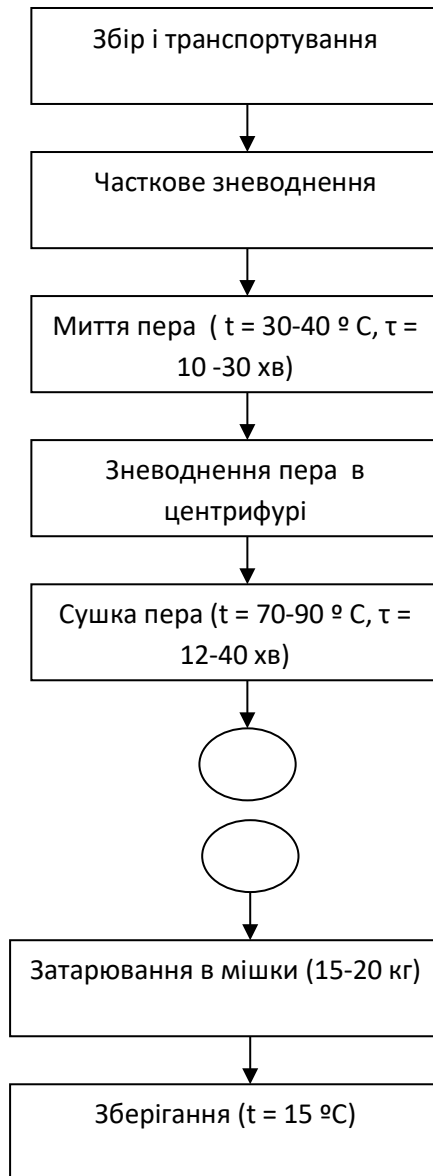 Збір і транспортування
Часткове зневоднення
Миття пера ( t = 30-40 º С, τ =
10 -30 хв)
Зневоднення пера в
центрифурі
Сушка пера (t = 70-90 º С, τ =
12-40 хв)
Затарювання в мішки (15-20 кг)
Зберігання (t = 15 ºС)